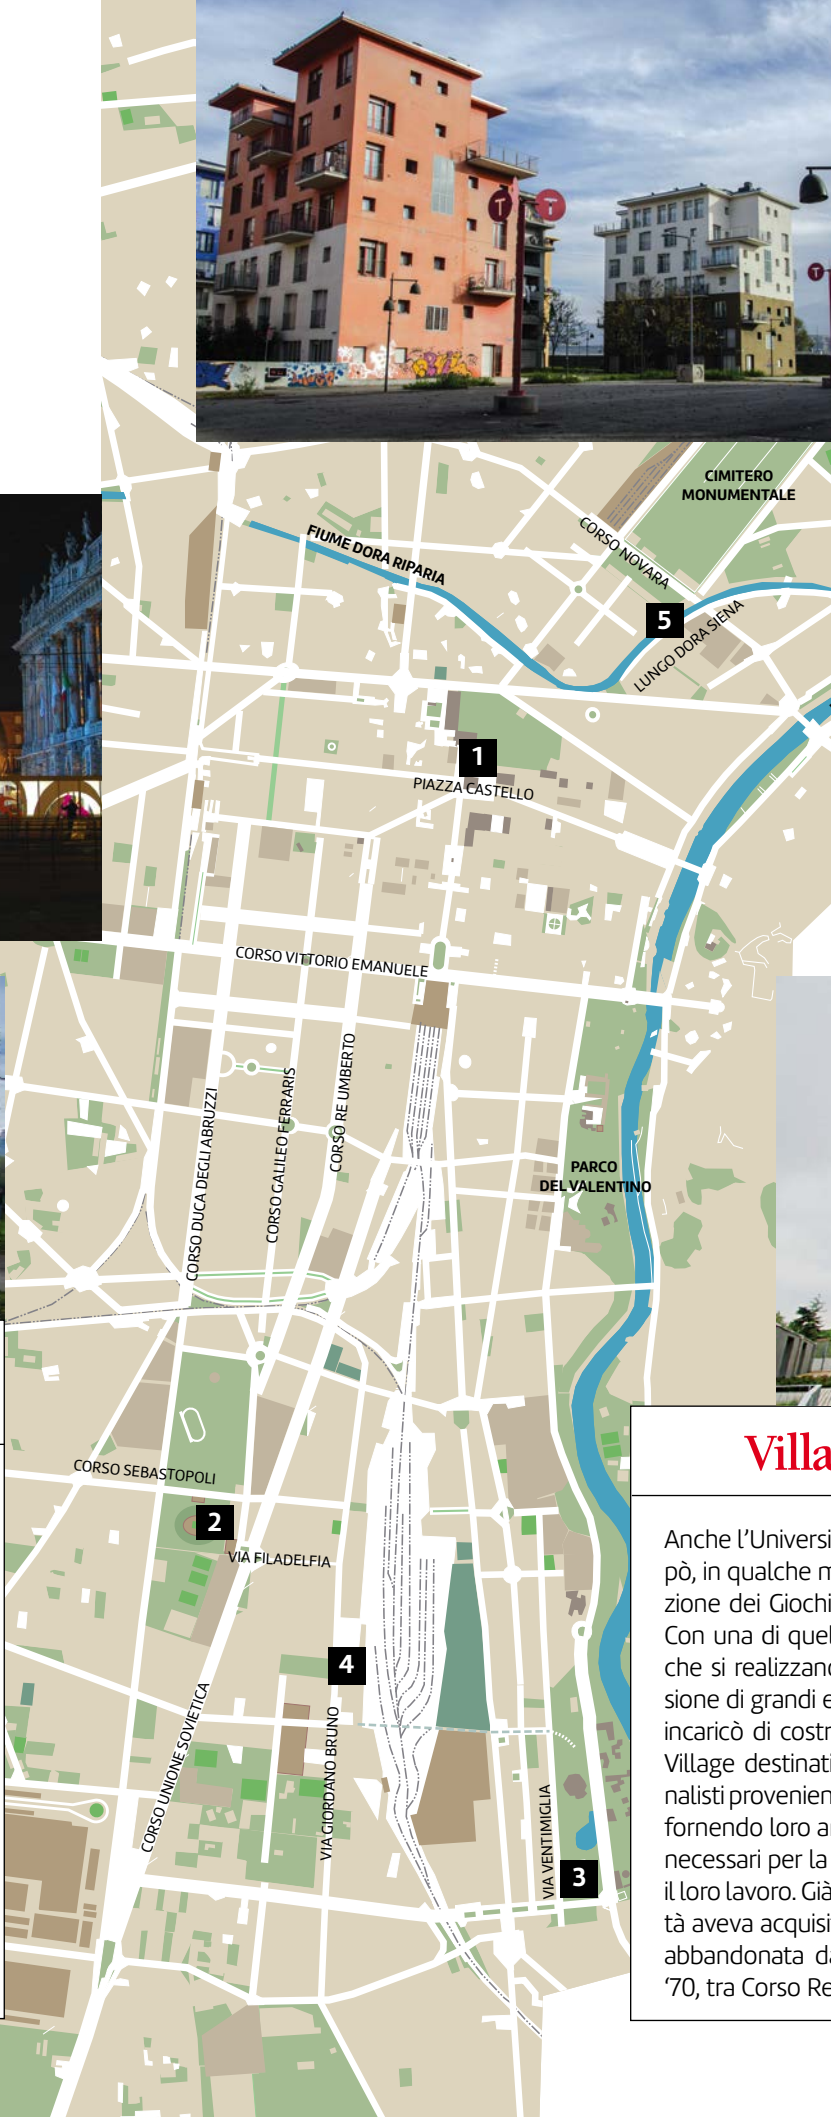 T T
T
CIMITERO
MONUMENTALE
CORSO NOVARA
FIUME DORA RIPARIA
5
LUNGO DORA SIENA
1
PIAZZA CASTELLO
CORSO VITTORIO EMANUELE
CORSO DUCA DEGLI ABRUZZI
CORSO GALILEO FERRARIS
CORSO RE UMBERTO
PARCO
DEL VALENTINO
CORSO SEBASTOPOLI
2
VIA FILADELFIA
4
CORSO UNIONE SOVIETICA
VIA GIORDANO BRUNO
VIA VENTIMIGLIA
3
Villa
Anche l’Universi
pò, in qualche m
zione dei Giochi
Con una di quel
che si realizzano
sione di grandi e
incaricò di costr
Village destinati
nalisti provenien
fornendo loro a
necessari per la
il loro lavoro. Già
tà aveva acquisi
abbandonata da
‘70, tra Corso Re